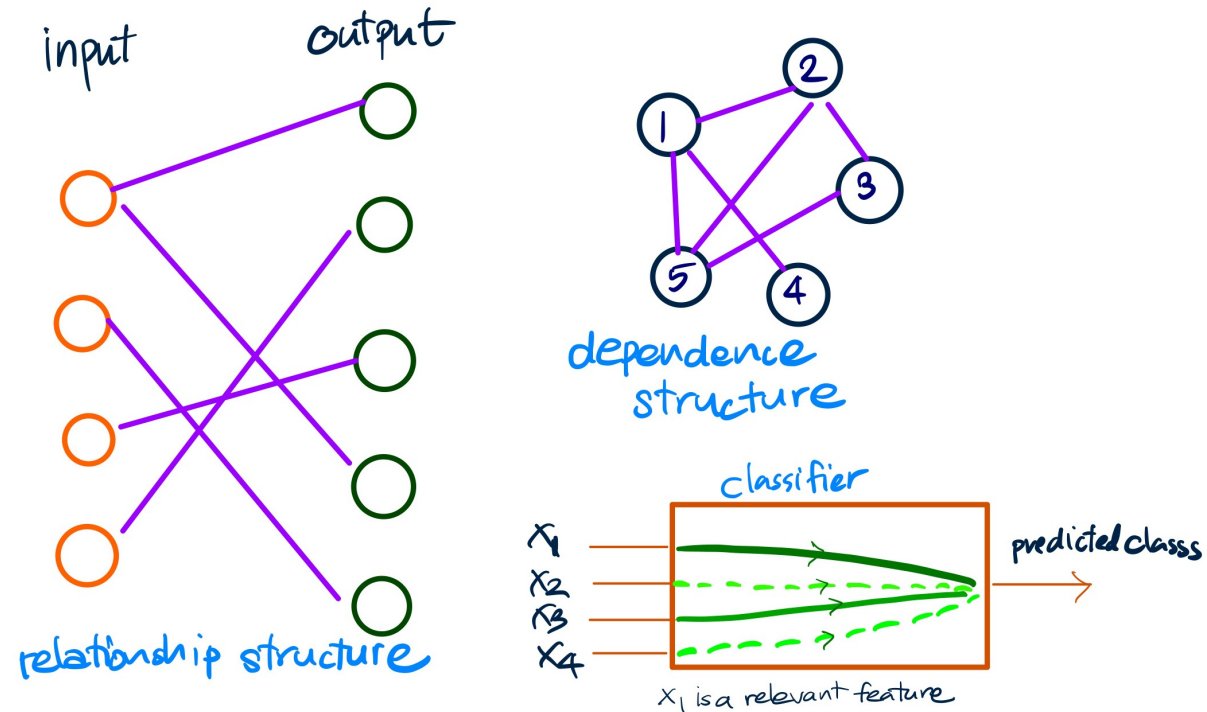 input
output
relationship structure
1
2
3
5
4
dependence
structure
classifier
X1
X2
X3
X4
predicted classs
x1 is a relevant feature